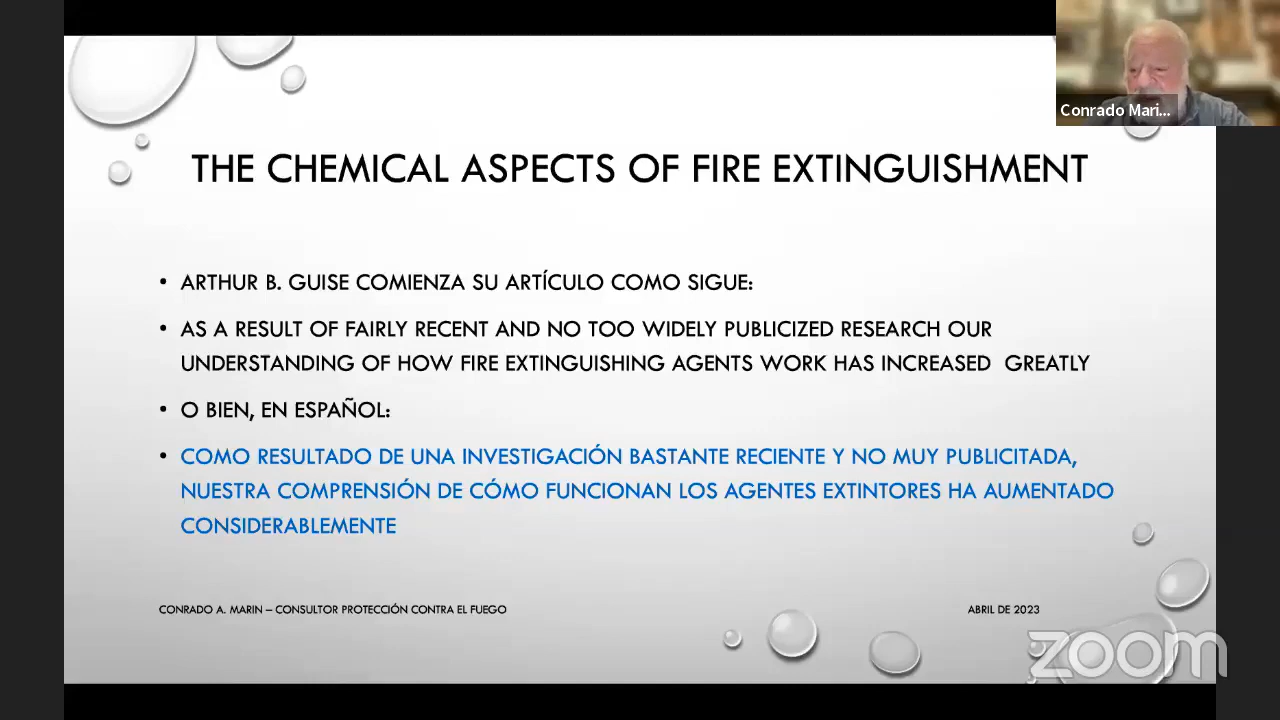 Conrado Mari...
THE CHEMICAL ASPECTS OF FIRE EXTINGUISHMENT
• ARTHUR B. GUISE COMIENZA SU ARTÍCULO COMO SIGUE:
• AS A RESULT OF FAIRLY RECENT AND NO TOO WIDELY PUBLICIZED RESEARCH OUR
UNDERSTANDING OF HOW FIRE EXTINGUISHING AGENTS WORK HAS INCREASED GREATLY
• O BIEN, EN ESPAÑOL:
• COMO RESULTADO DE UNA INVESTIGACIÓN BASTANTE RECIENTE Y NO MUY PUBLICITADA,
NUESTRA COMPRENSIÓN DE CÓMO FUNCIONAN LOS AGENTES EXTINTORES HA AUMENTADO
CONSIDERABLEMENTE
CONRADO A. MARIN – CONSULTOR PROTECCIÓN CONTRA EL FUEGO
ABRIL DE 2023
zoom